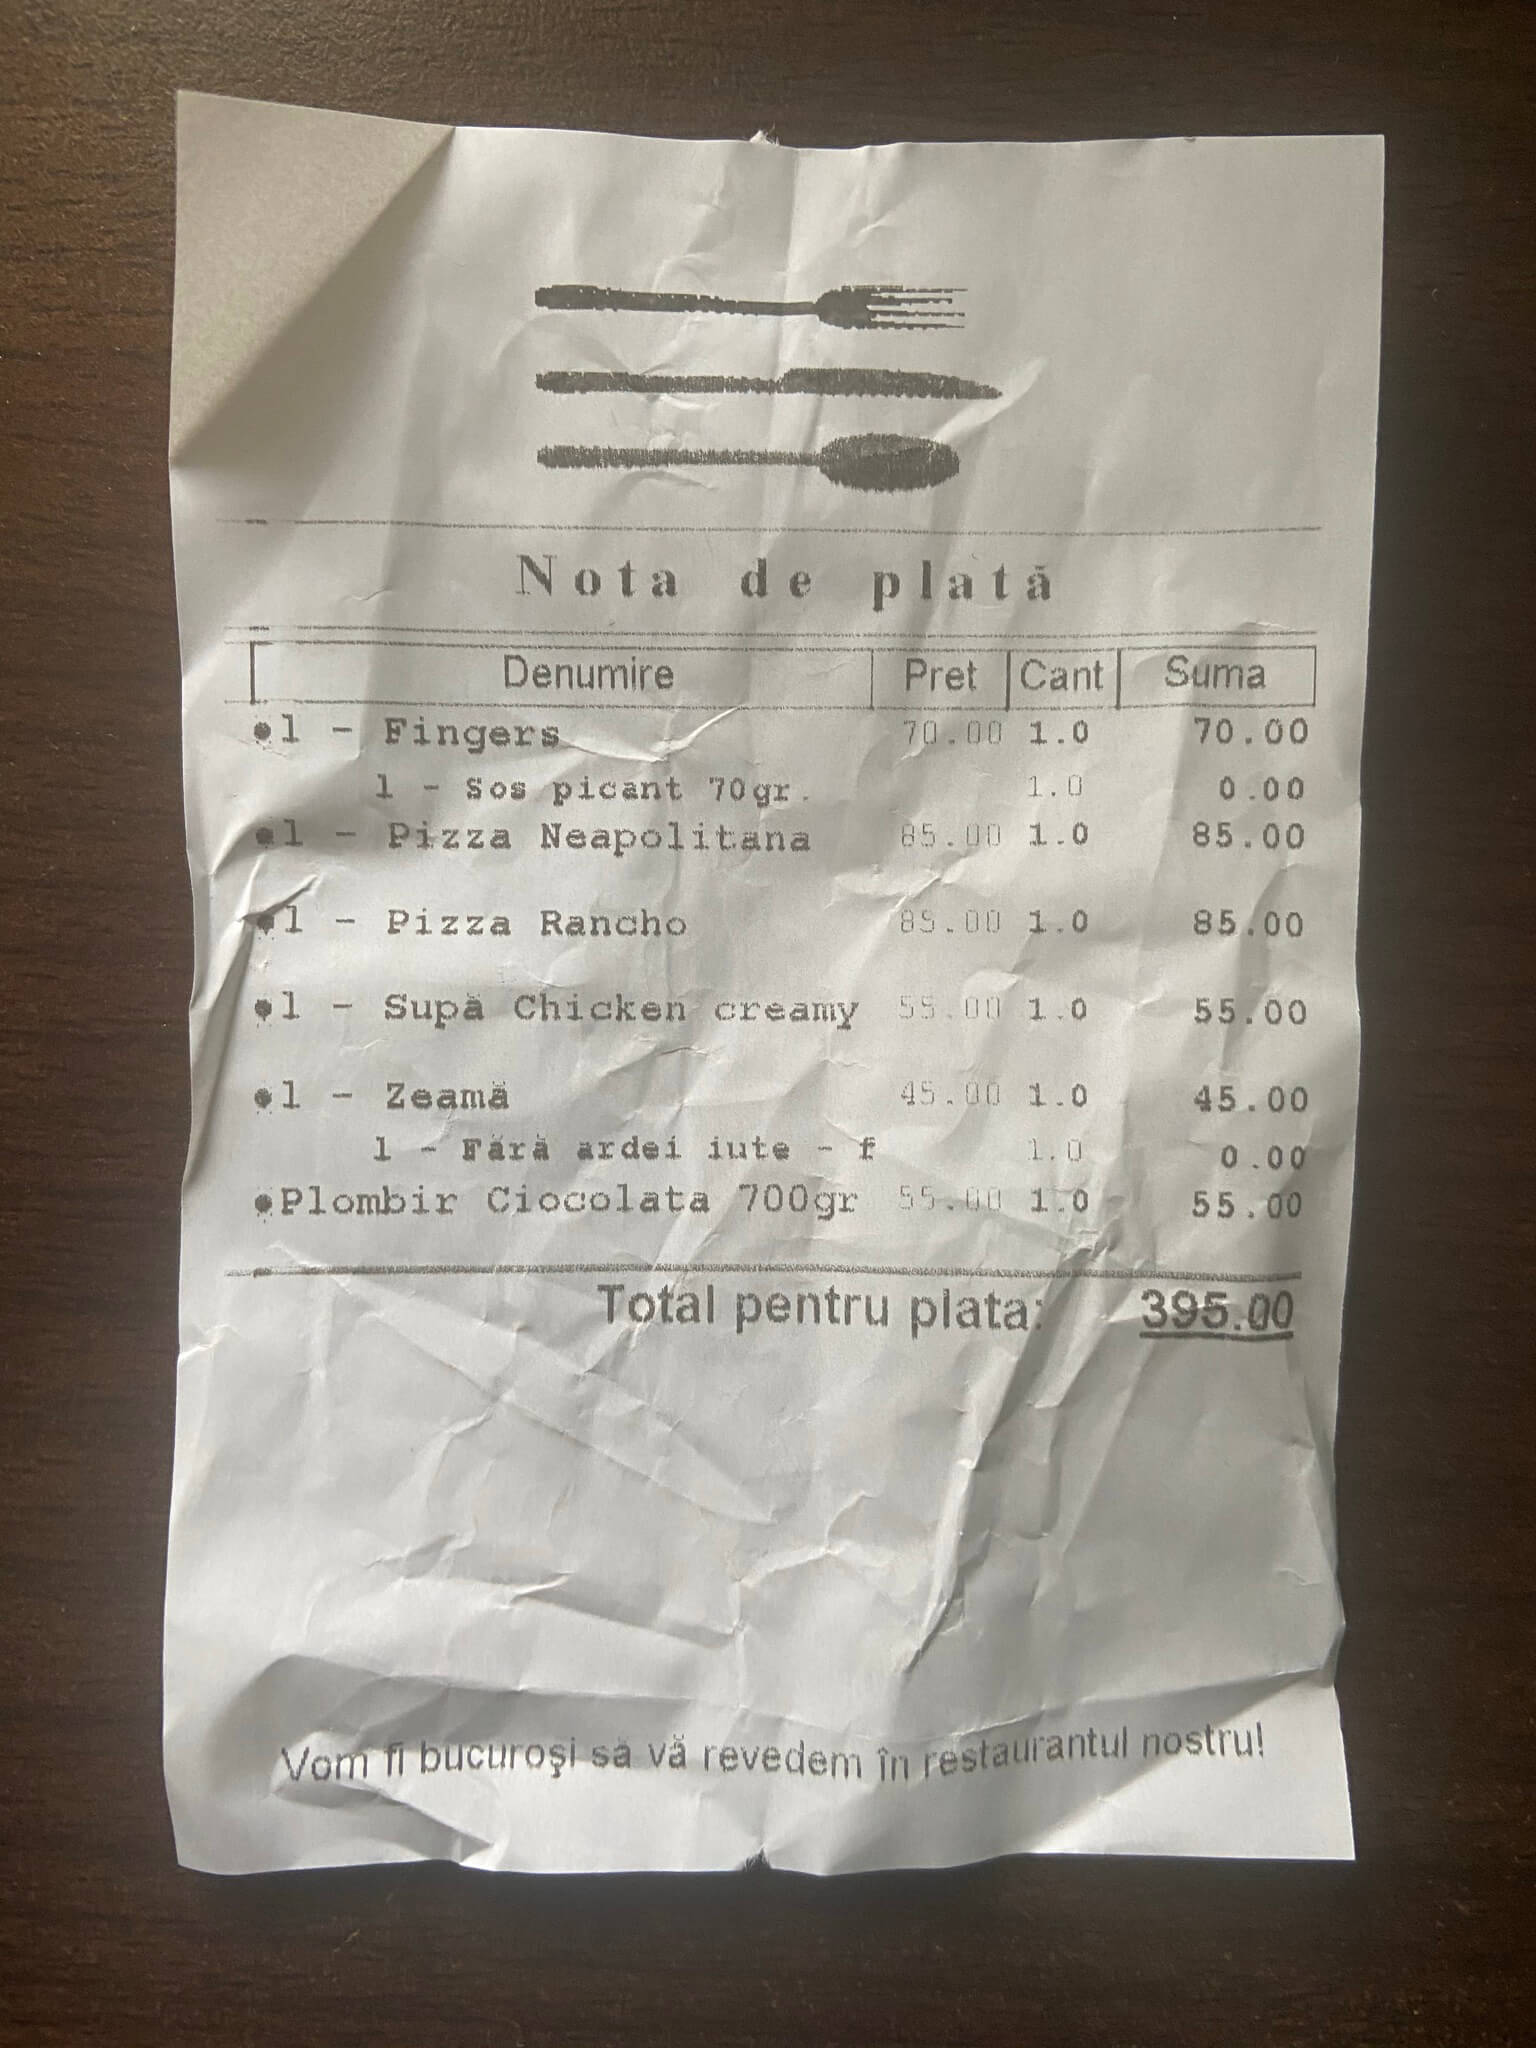 Nota de plată
Denumire Pret Cant Suma
•1 - Fingers 70.00 1.0 70.00
1 - Sos picant 70gr. 1.0 0.00
•1 - Pizza Neapolitana 85.00 1.0 85.00
•1 - Pizza Rancho 85.00 1.0 85.00
•1 - Supă Chicken creamy 55.00 1.0 55.00
•1 - Zeamă 45.00 1.0 45.00
1 - Fără ardei iute - f 1.0 0.00
•Plombir Ciocolata 700gr 55.00 1.0 55.00
Total pentru plata: 395.00
Vom fi bucuroşi să vă revedem în restaurantul nostru!